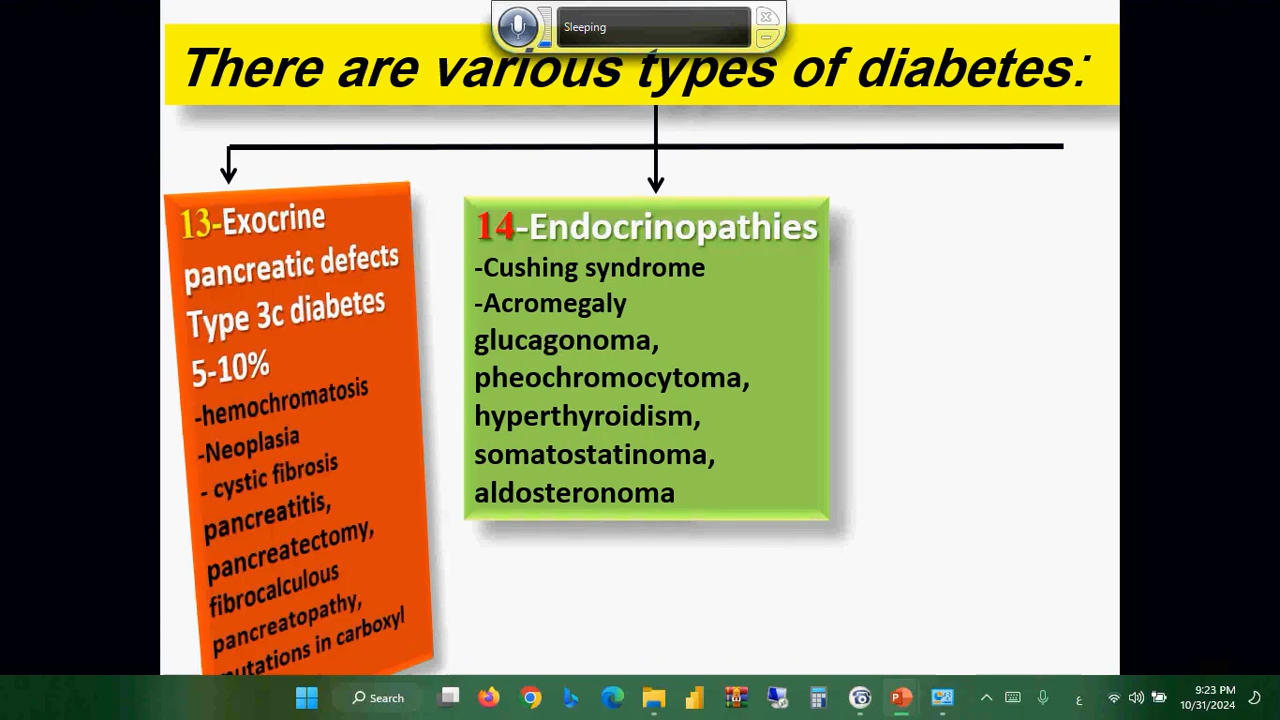 Sleeping
There are various types of diabetes:
13-Exocrine
pancreatic defects
Type 3c diabetes
5-10%
-hemochromatosis
-Neoplasia
- cystic fibrosis
pancreatitis,
pancreatectomy,
fibrocalculous
pancreatopathy,
mutations in carboxyl
14-Endocrinopathies
-Cushing syndrome
-Acromegaly
glucagonoma,
pheochromocytoma,
hyperthyroidism,
somatostatinoma,
aldosteronoma
Search
ع
9:23 PM
10/31/2024